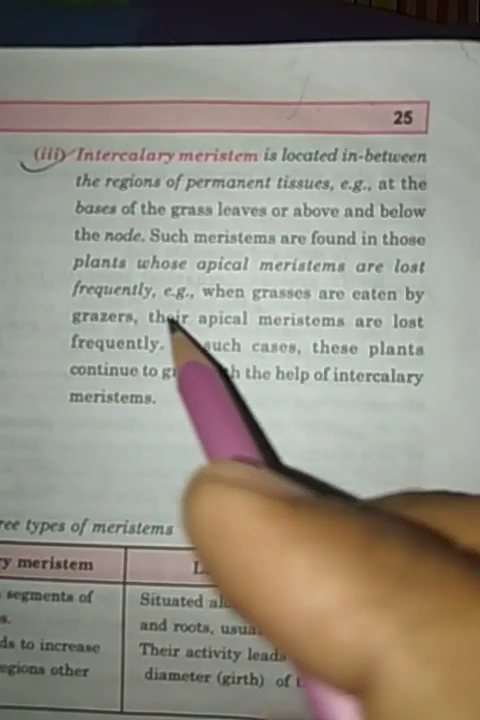 25
(iii) Intercalary meristem is located in-between
the regions of permanent tissues, e.g., at the
bases of the grass leaves or above and below
the node. Such meristems are found in those
plants whose apical meristems are lost
frequently, e.g., when grasses are eaten by
grazers, their apical meristems are lost
frequently. such cases, these plants
continue to the help of intercalary
meristems.
types of meristems
meristem
segments of
Situated
and roots,
to increase
Their activity
other
diameter (girth) of